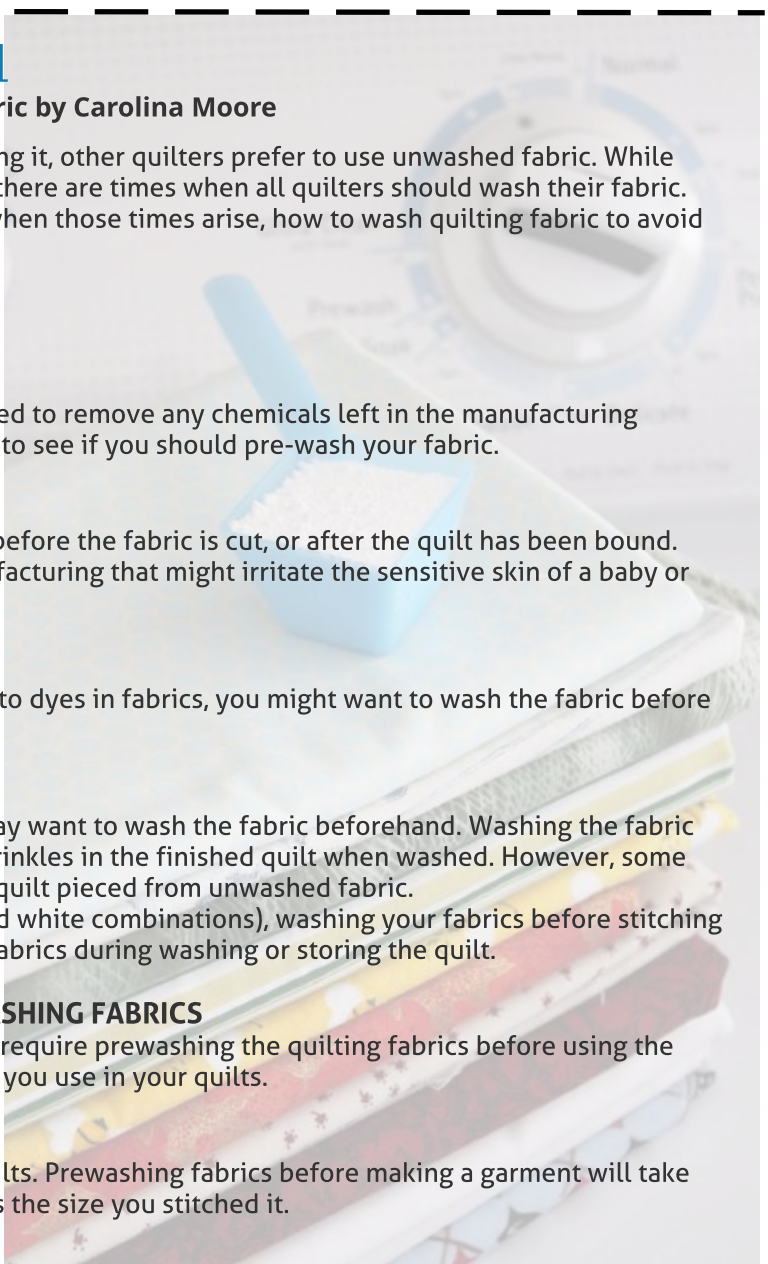 Normal
ric by Carolina Moore
ng it, other quilters prefer to use unwashed fabric. While
there are times when all quilters should wash their fabric.
when those times arise, how to wash quilting fabric to avoid
Prewash
Soak
ed to remove any chemicals left in the manufacturing
to see if you should pre-wash your fabric.
before the fabric is cut, or after the quilt has been bound.
facturing that might irritate the sensitive skin of a baby or
to dyes in fabrics, you might want to wash the fabric before
ay want to wash the fabric beforehand. Washing the fabric
rinkles in the finished quilt when washed. However, some
quilt pieced from unwashed fabric.
d white combinations), washing your fabrics before stitching
abrics during washing or storing the quilt.
SHING FABRICS
require prewashing the quilting fabrics before using the
you use in your quilts.
lts. Prewashing fabrics before making a garment will take
s the size you stitched it.